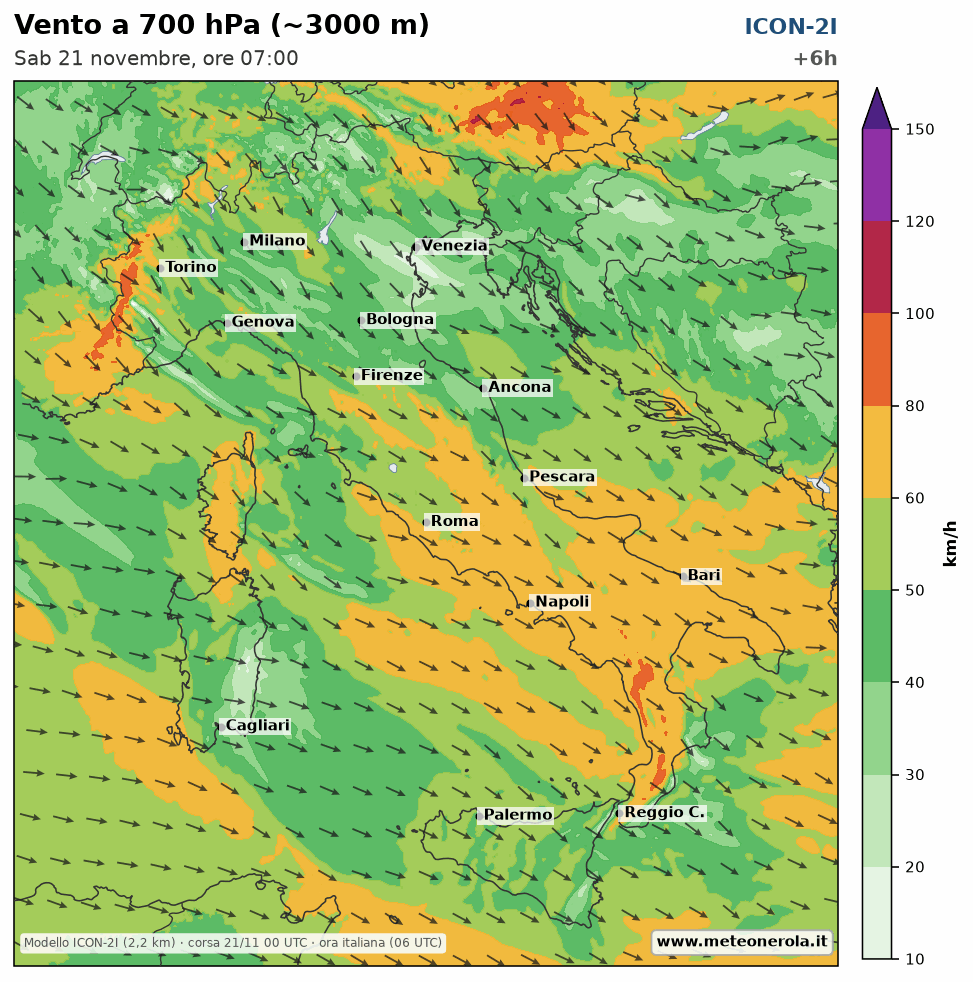 Vento a 700 hPa (~3000 m)
ICON-2I
Sab 21 novembre, ore 07:00
+6h
150
120
100
80
60
50
40
30
20
10
km/h
Milano
Venezia
Torino
Genova
Bologna
Firenze
Ancona
Pescara
Roma
Bari
Napoli
Cagliari
Palermo
Reggio C.
Modello ICON-2I (2,2 km) · corsa 21/11 00 UTC · ora italiana (06 UTC)
www.meteonerola.it